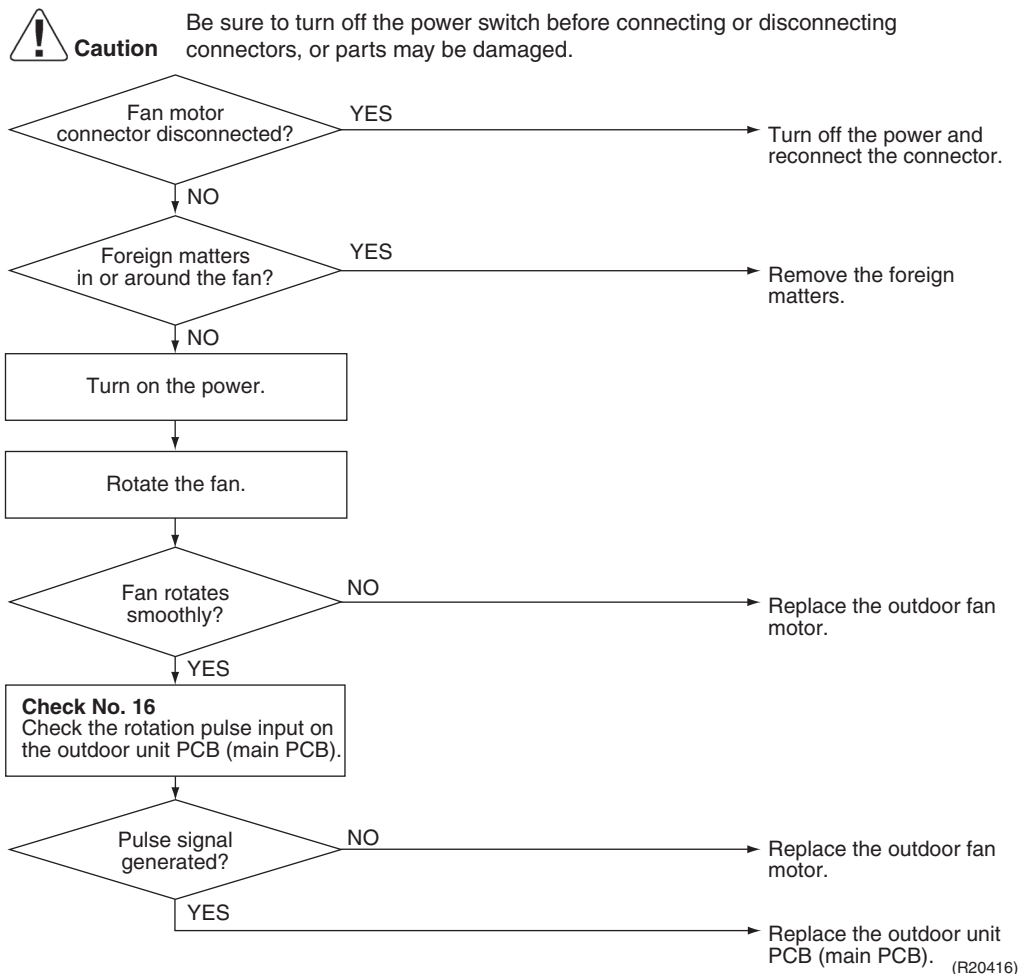 Be sure to turn off the power switch before connecting or disconnecting
Caution connectors, or parts may be damaged.
Fan motor
connector disconnected?
YES
Turn off the power and
reconnect the connector.
NO
Foreign matters
in or around the fan?
YES
Remove the foreign
matters.
NO
Turn on the power.
Rotate the fan.
Fan rotates
smoothly?
NO
Replace the outdoor fan
motor.
YES
Check No. 16
Check the rotation pulse input on
the outdoor unit PCB (main PCB).
Pulse signal
generated?
NO
Replace the outdoor fan
motor.
YES
Replace the outdoor unit
PCB (main PCB).
(R20416)